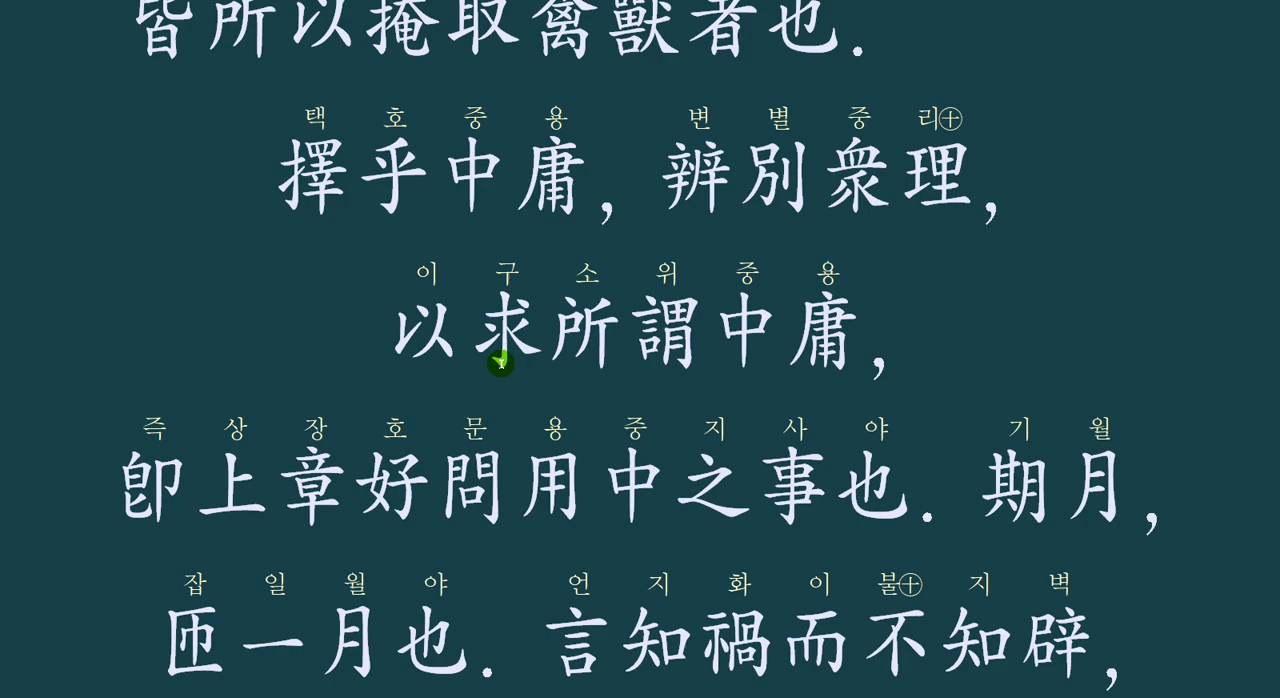 皆所以掩取禽獸者也.
택 호 중 용 변 별 중 리㊉
擇乎中庸, 辨別衆理,
이 구 소 위 중 용
以求所謂中庸,
즉 상 장 호 문 용 중 지 사 야 기 월
卽上章好問用中之事也. 期月,
잡 일 월 야 언 지 화 이 불㊉ 지 벽
匝一月也. 言知禍而不知辟,